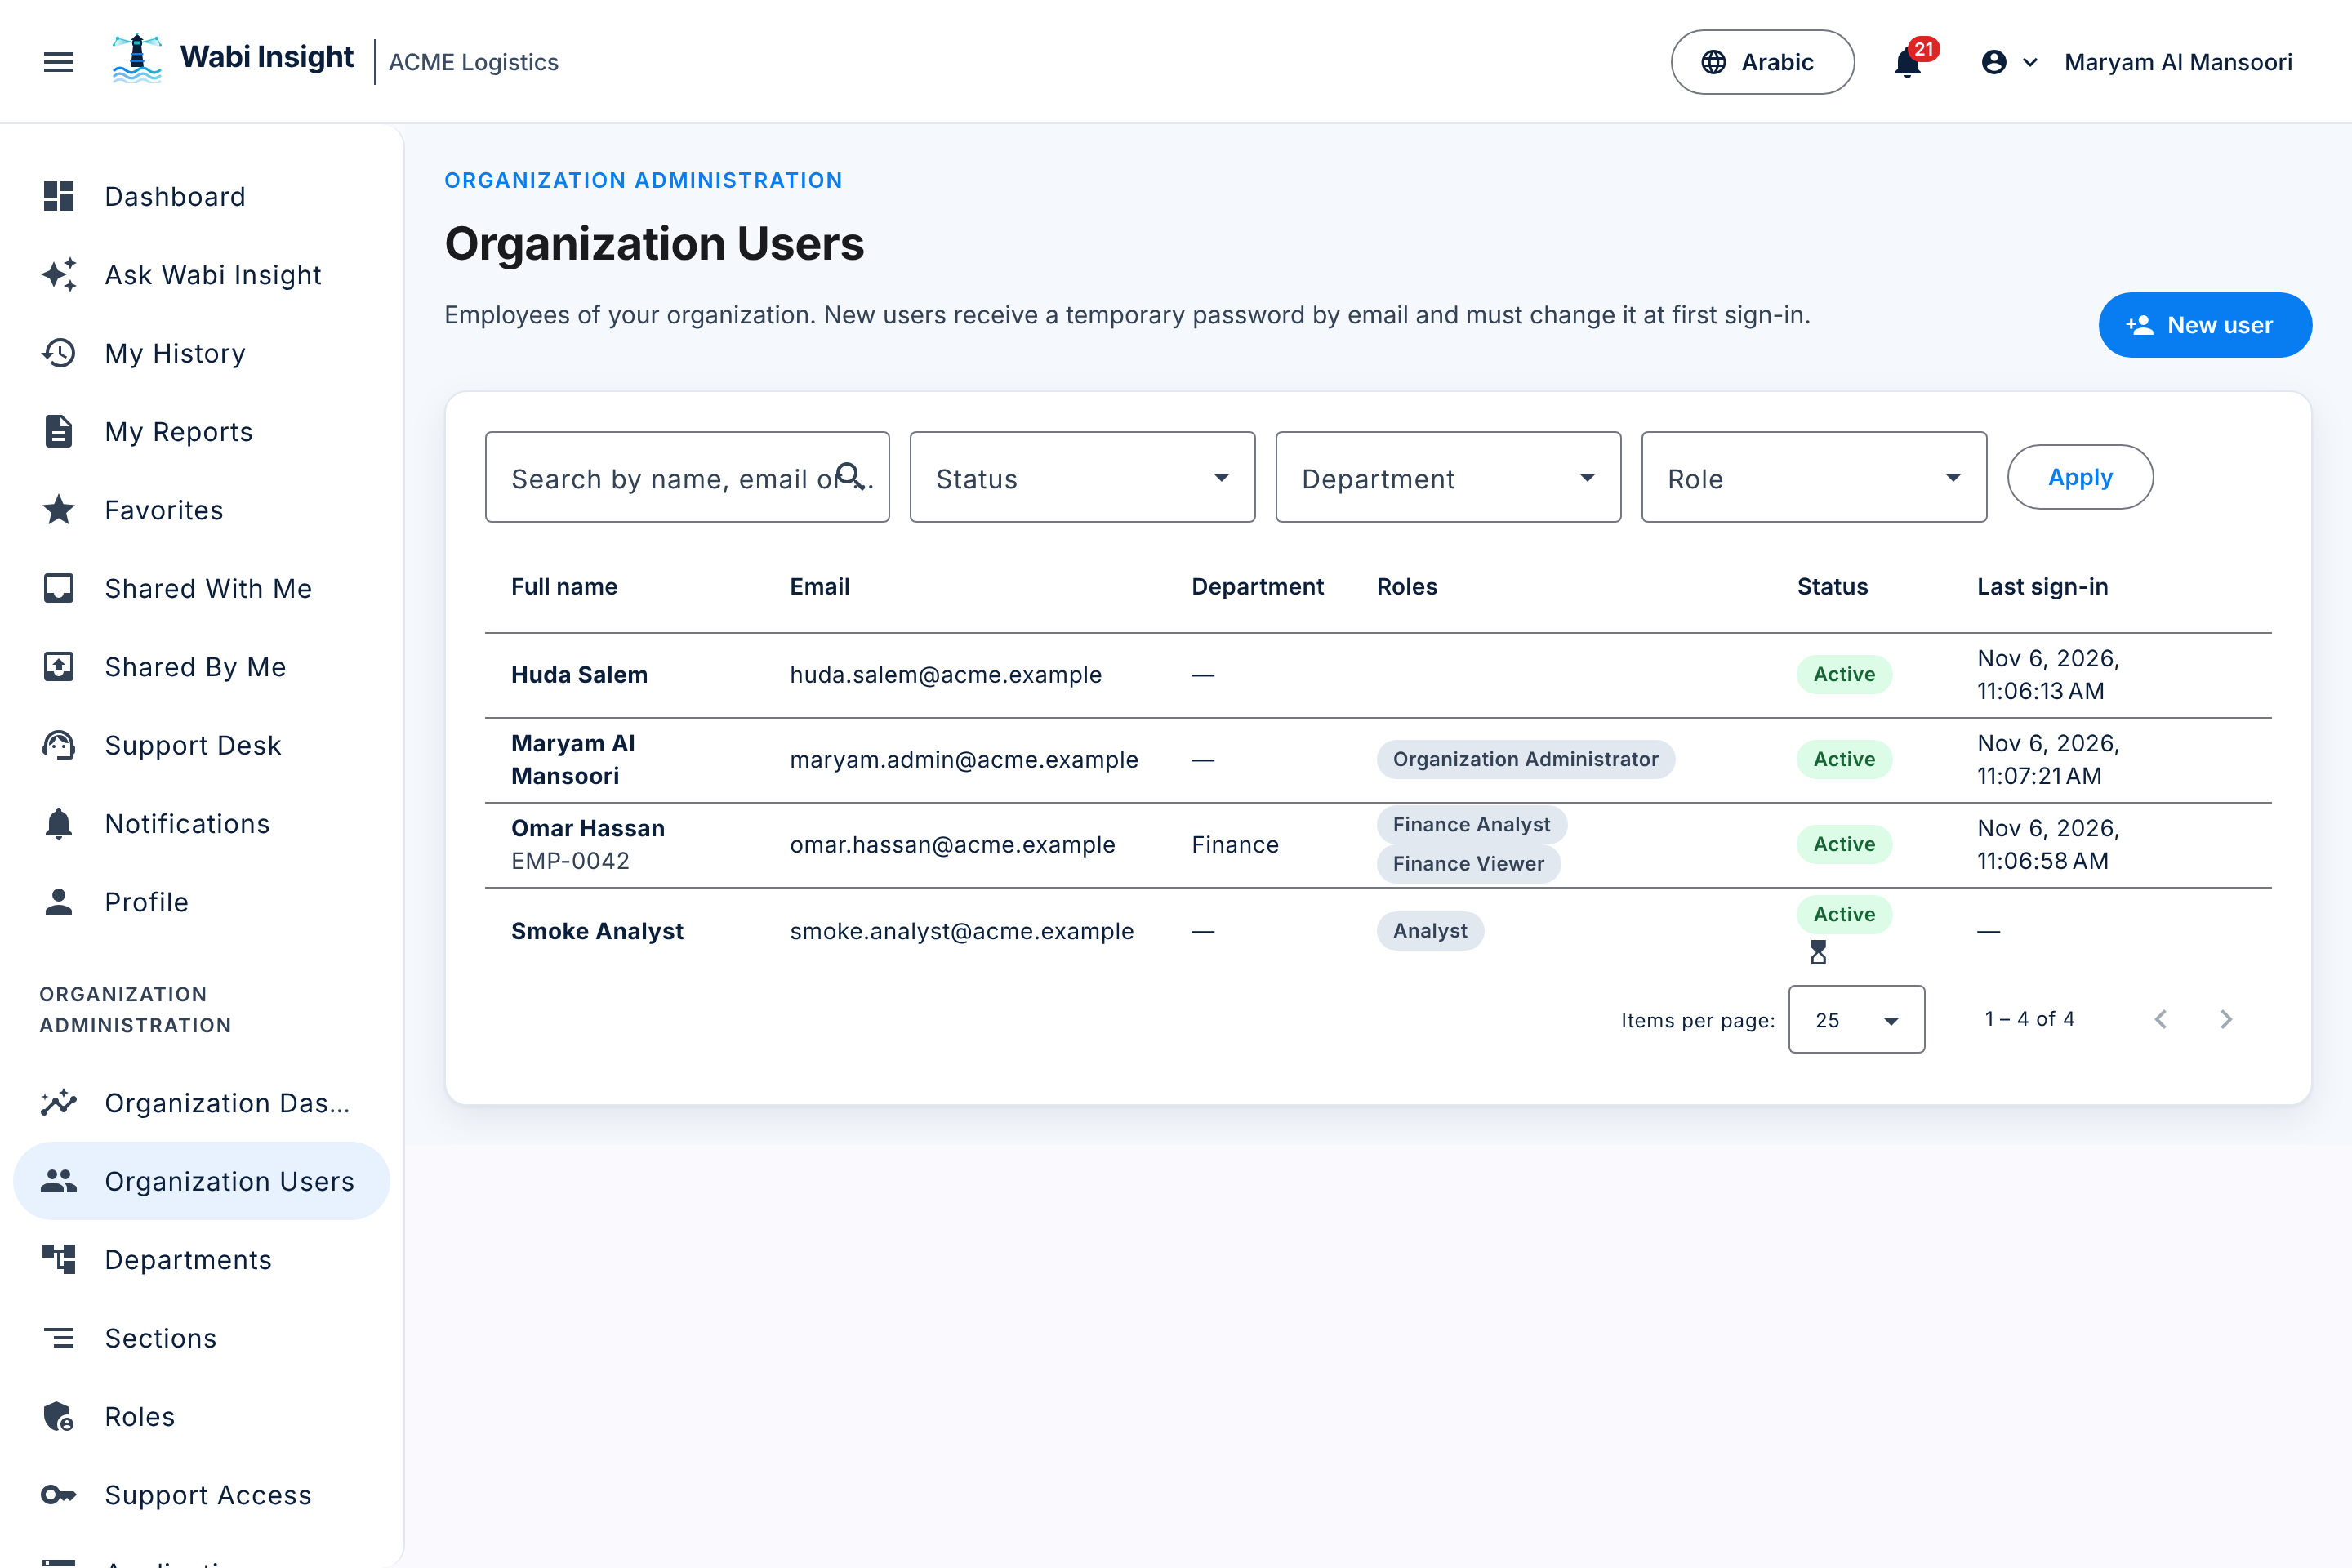 Wabi Insight
ACME Logistics
Arabic
21
Maryam Al Mansoori
Dashboard
Ask Wabi Insight
My History
My Reports
Favorites
Shared With Me
Shared By Me
Support Desk
Notifications
Profile
ORGANIZATION
ADMINISTRATION
Organization Das...
Organization Users
Departments
Sections
Roles
Support Access
ORGANIZATION ADMINISTRATION
Organization Users
Employees of your organization. New users receive a temporary password by email and must change it at first sign-in.
New user
Search by name, email or...
Status
Department
Role
Apply
Full name Email Department Roles Status Last sign-in
Huda Salem huda.salem@acme.example — Active Nov 6, 2026, 11:06:13 AM
Maryam Al Mansoori maryam.admin@acme.example — Organization Administrator Active Nov 6, 2026, 11:07:21 AM
Omar Hassan EMP-0042 omar.hassan@acme.example Finance Finance Analyst Finance Viewer Active Nov 6, 2026, 11:06:58 AM
Smoke Analyst smoke.analyst@acme.example — Analyst Active —
Items per page: 25 1 – 4 of 4